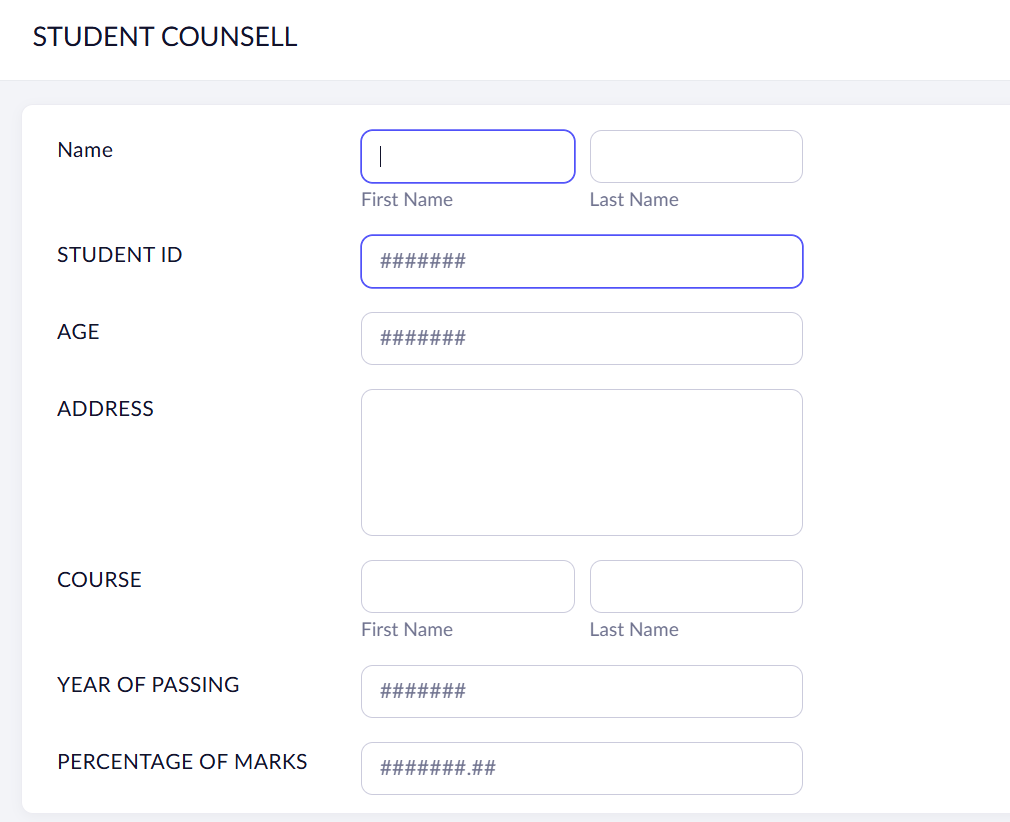 STUDENT COUNSELL
Name
First Name Last Name
STUDENT ID #######
AGE #######
ADDRESS
COURSE
First Name Last Name
YEAR OF PASSING #######
PERCENTAGE OF MARKS #######.##